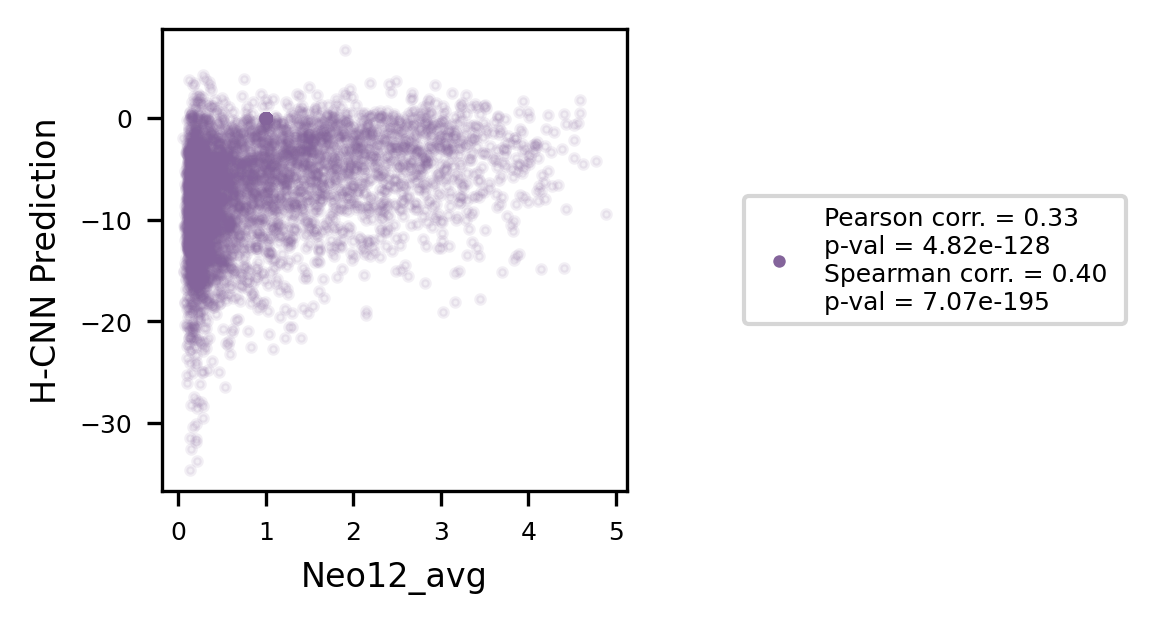 H-CNN Prediction
0
−10
−20
−30
0 1 2 3 4 5
Neo12_avg
Pearson corr. = 0.33
p-val = 4.82e-128
Spearman corr. = 0.40
p-val = 7.07e-195